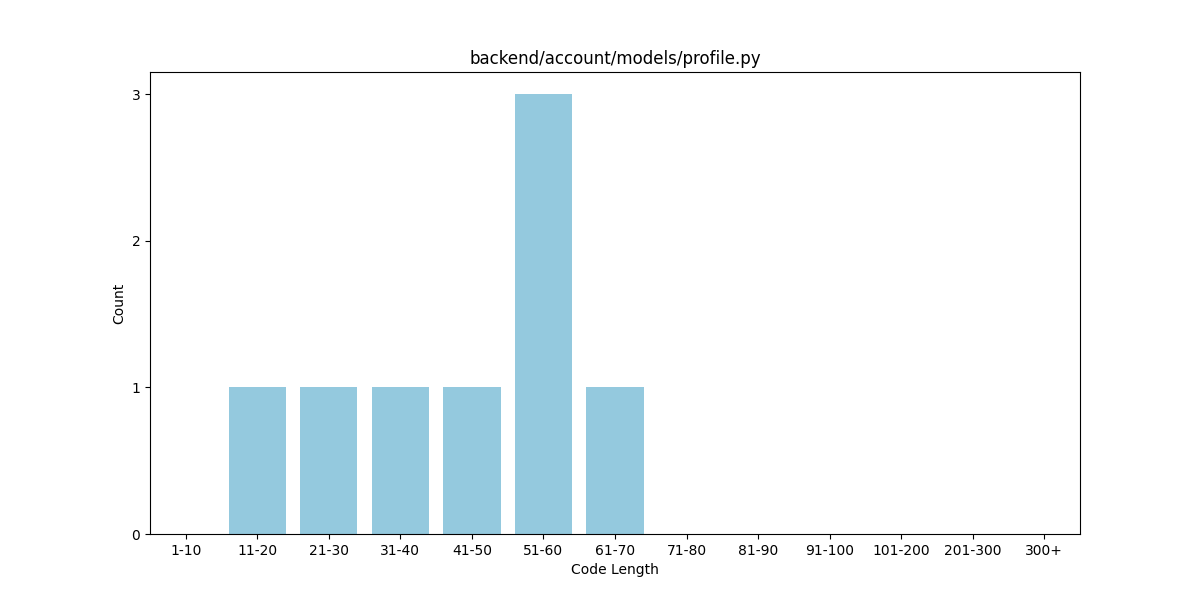 backend/account/models/profile.py
3
2
1
0
Count
1-10 11-20 21-30 31-40 41-50 51-60 61-70 71-80 81-90 91-100 101-200 201-300 300+
Code Length